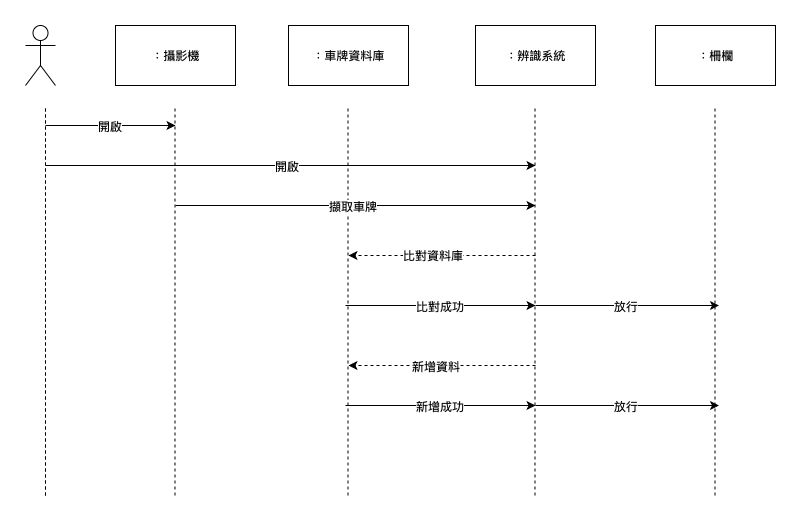 ：攝影機
：車牌資料庫
：辨識系統
：柵欄
開啟
開啟
擷取車牌
比對資料庫
比對成功
放行
新增資料
新增成功
放行